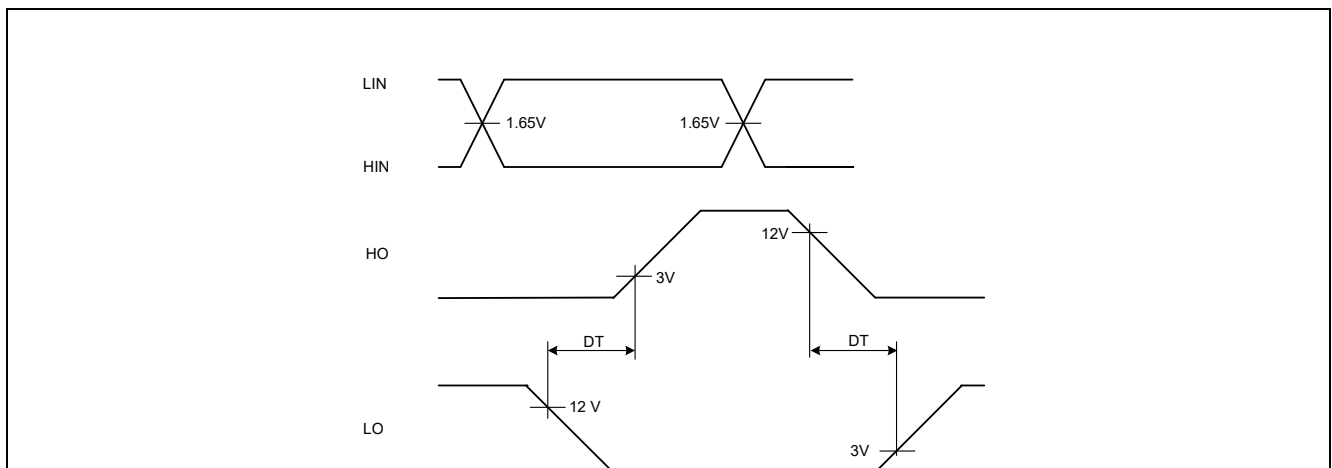 LIN
1.65V 1.65V
HIN
HO
12V
3V
DT DT
12 V
LO
3V